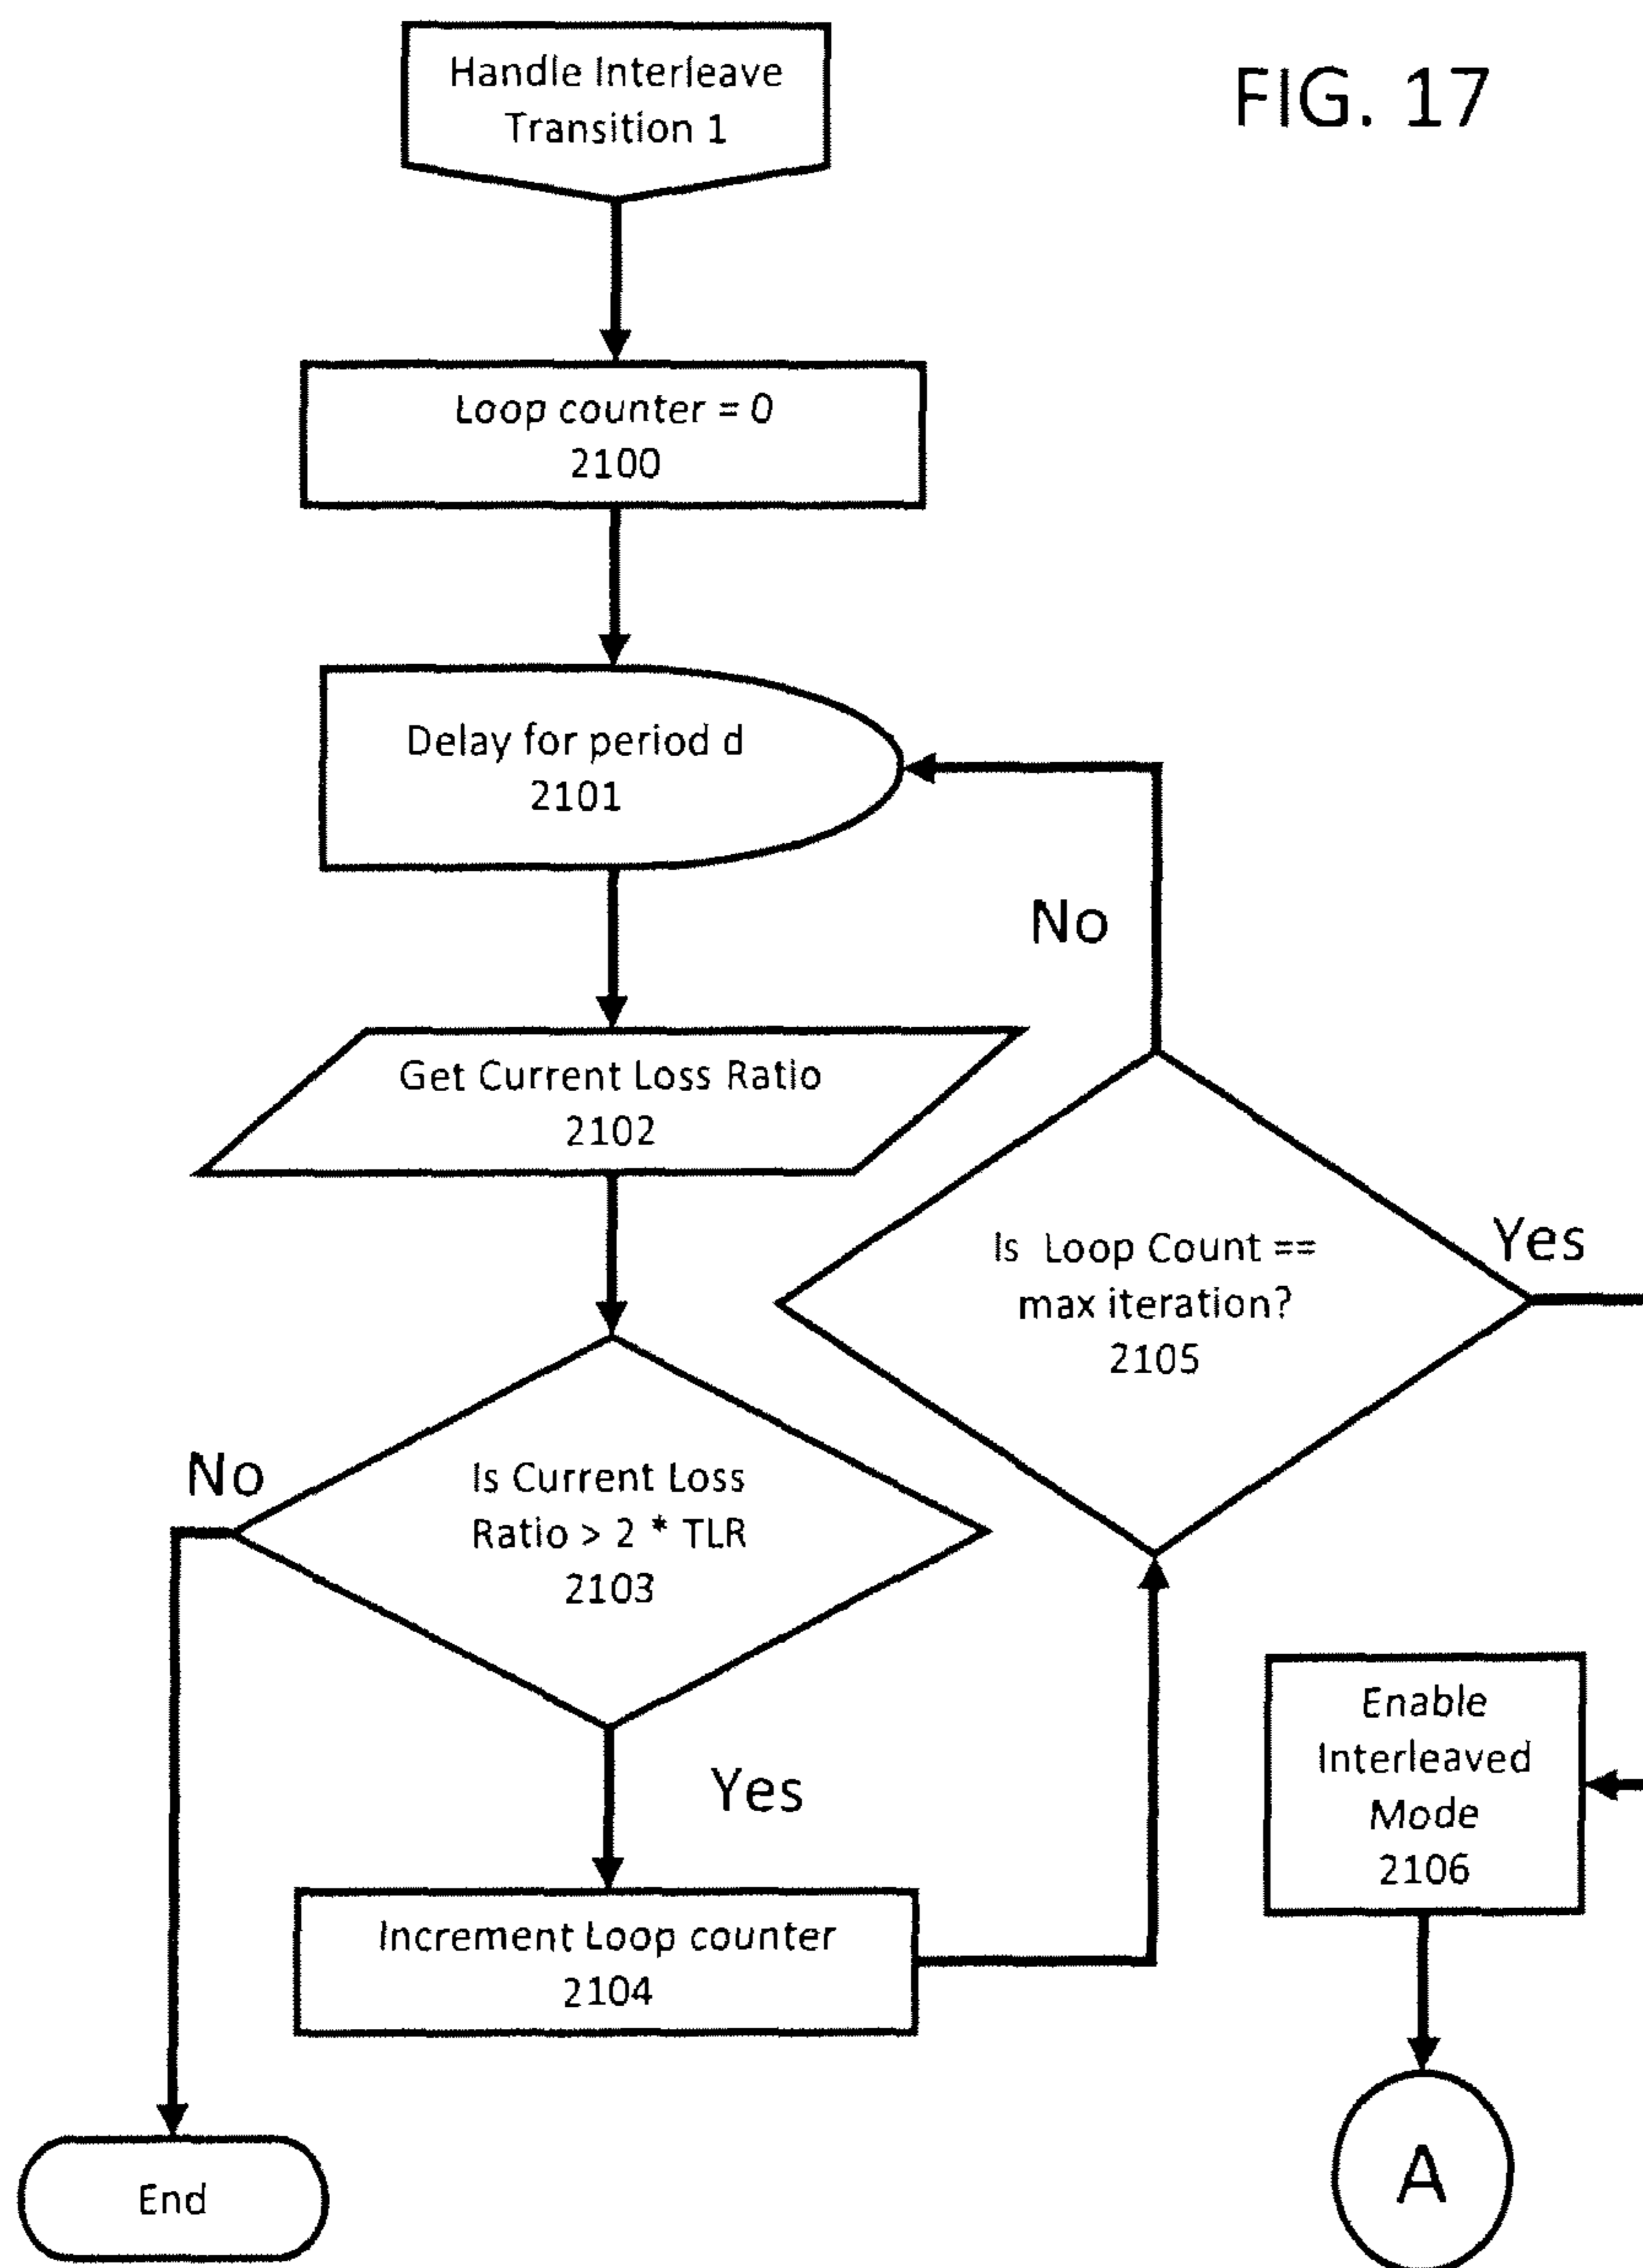 Handle Interleave
Transition 1
FIG. 17
Loop counter = 0
2100
Delay for period d
2101
No
Get Current Loss Ratio
2102
Is Loop Count ==
max iteration?
2105
Yes
No
Is Current Loss
Ratio > 2 * TLR
2103
Yes
Enable
Interleaved
Mode
2106
Increment Loop counter
2104
End
A